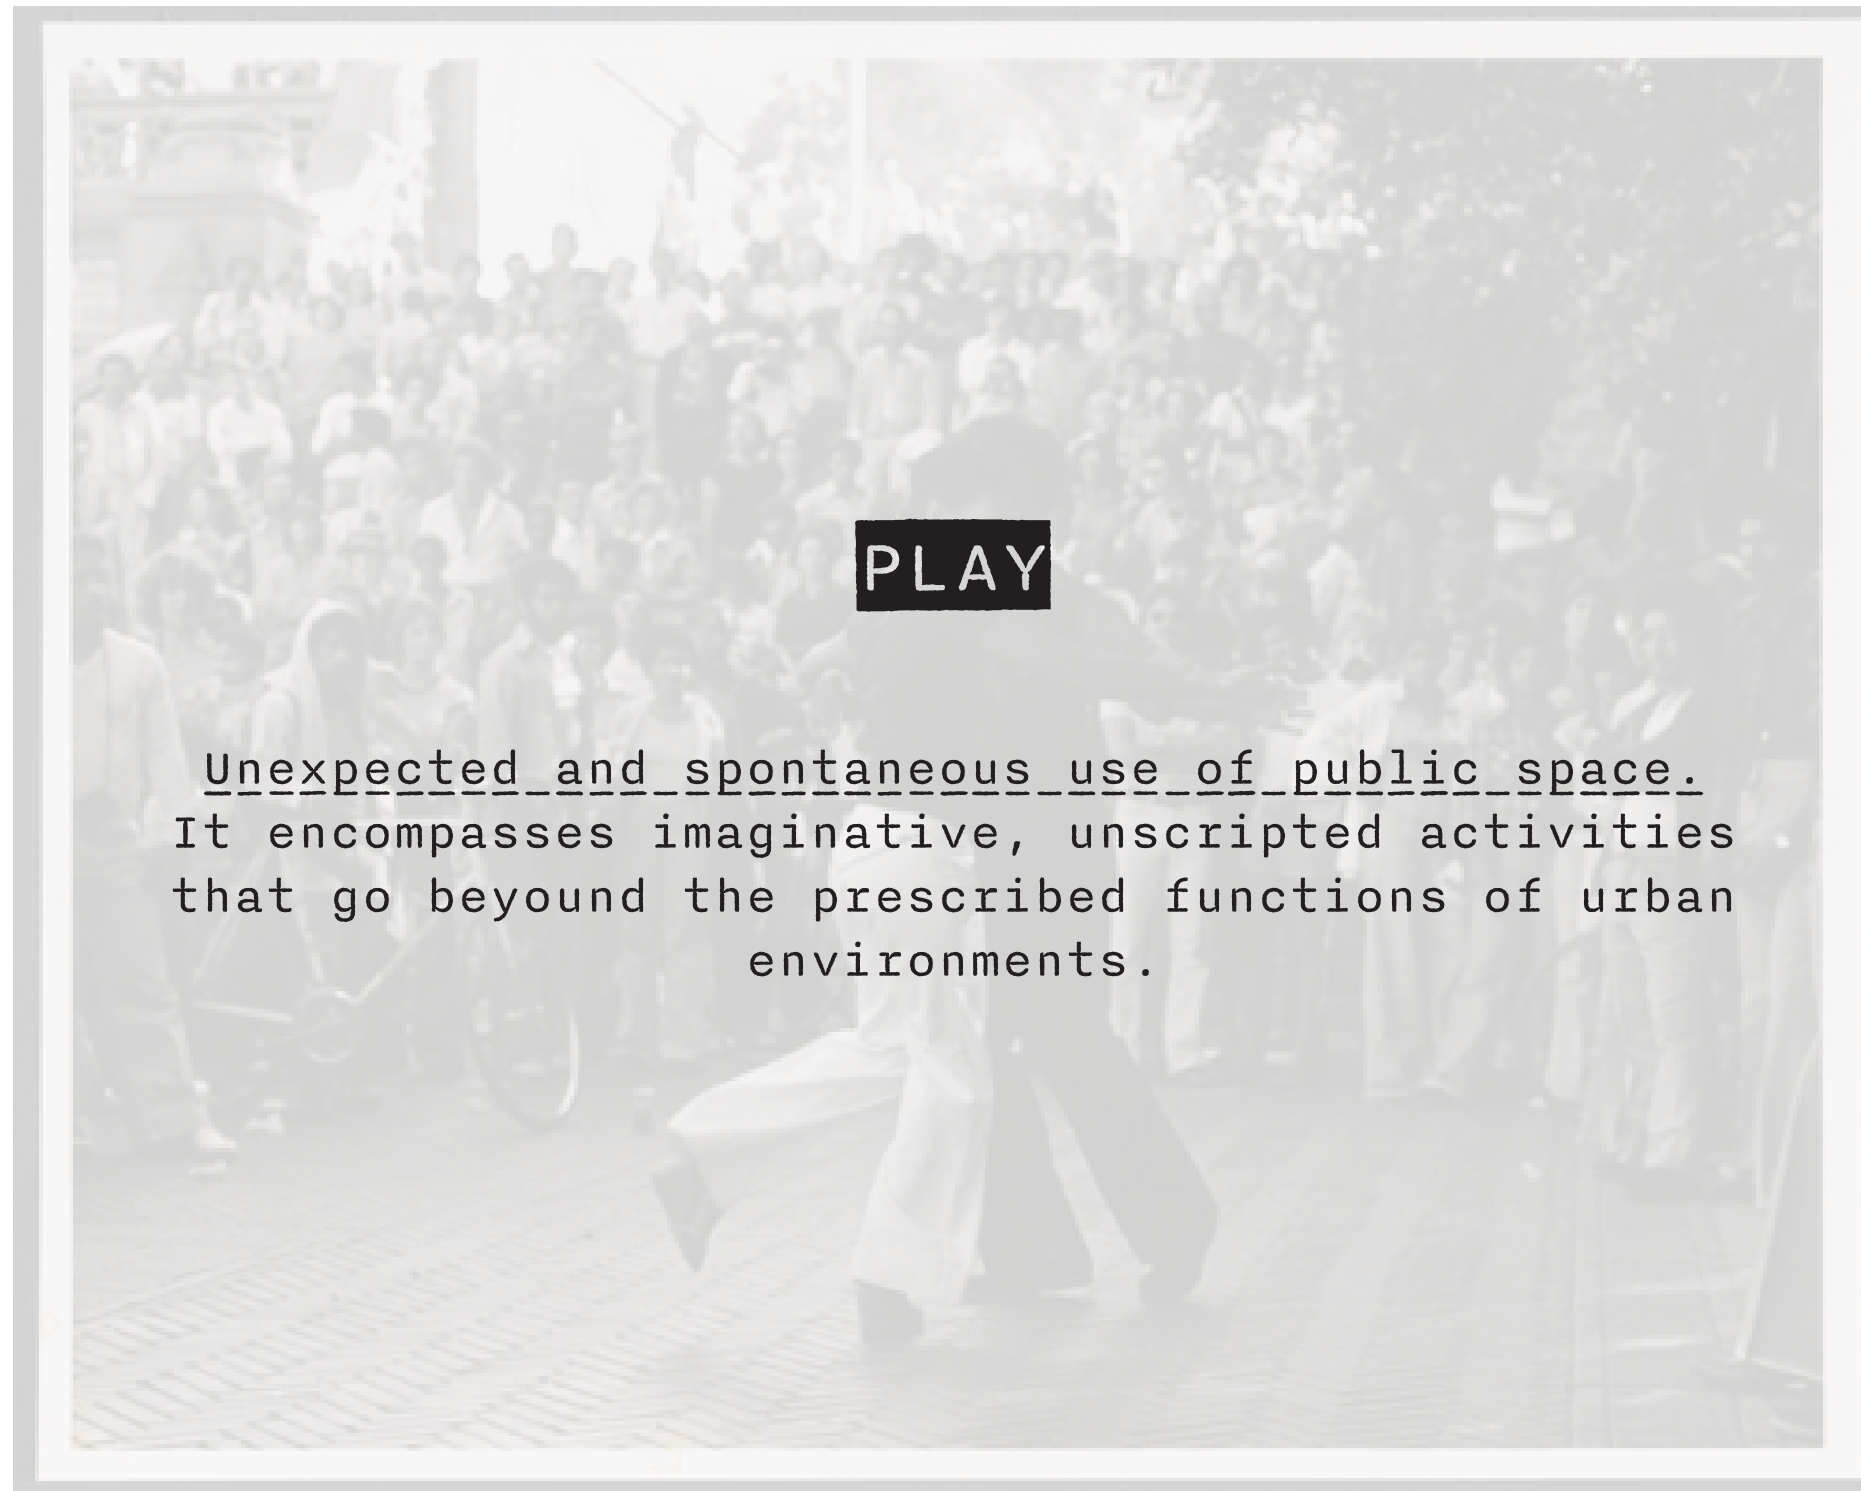 PLAY
Unexpected and spontaneous use of public space.
It encompasses imaginative, unscripted activities
that go beyound the prescribed functions of urban
environments.